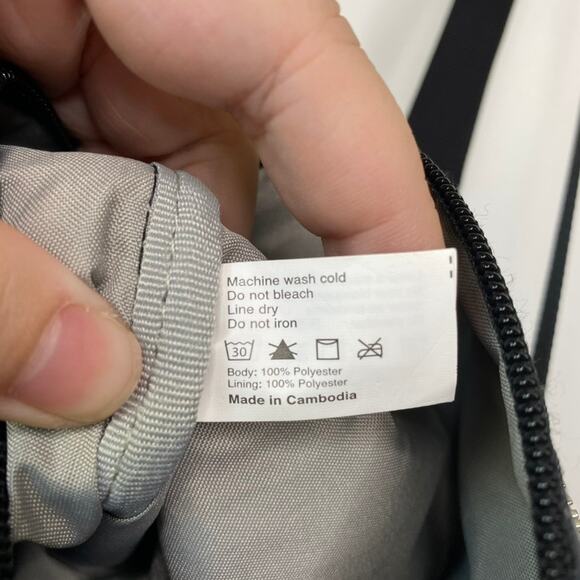 Machine wash cold
Do not bleach
Line dry
Do not iron
30
Body: 100% Polyester
Lining: 100% Polyester
Made in Cambodia